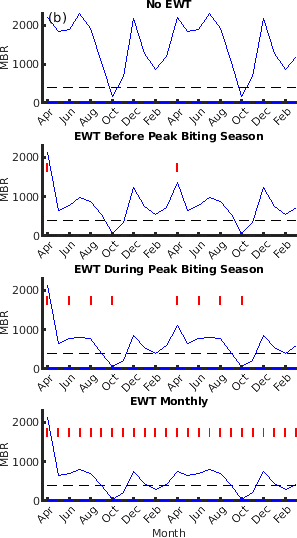 No EWT
(b)
2000
1000
0
MBR
Apr Jun Aug Oct Dec Feb Apr Jun Aug Oct Dec Feb
EWT Before Peak Biting Season
2000
1000
0
MBR
Apr Jun Aug Oct Dec Feb Apr Jun Aug Oct Dec Feb
EWT During Peak Biting Season
2000
1000
0
MBR
Apr Jun Aug Oct Dec Feb Apr Jun Aug Oct Dec Feb
EWT Monthly
2000
1000
0
MBR
Apr Jun Aug Oct Dec Feb Apr Jun Aug Oct Dec Feb
Month